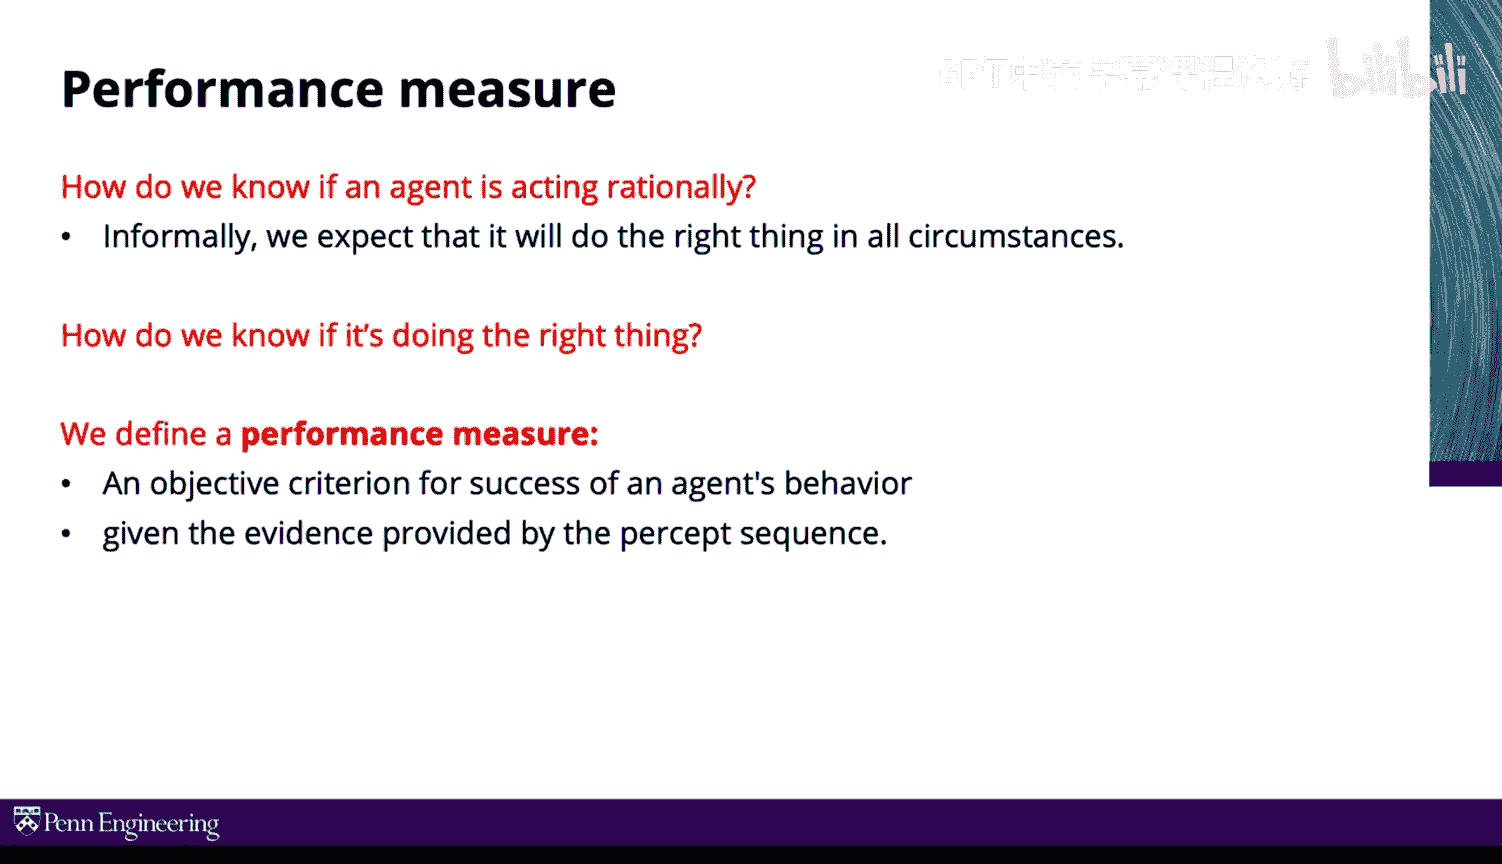 Performance measure
bilibili
How do we know if an agent is acting rationally?
• Informally, we expect that it will do the right thing in all circumstances.
How do we know if it’s doing the right thing?
We define a performance measure:
• An objective criterion for success of an agent's behavior
• given the evidence provided by the percept sequence.
Penn Engineering